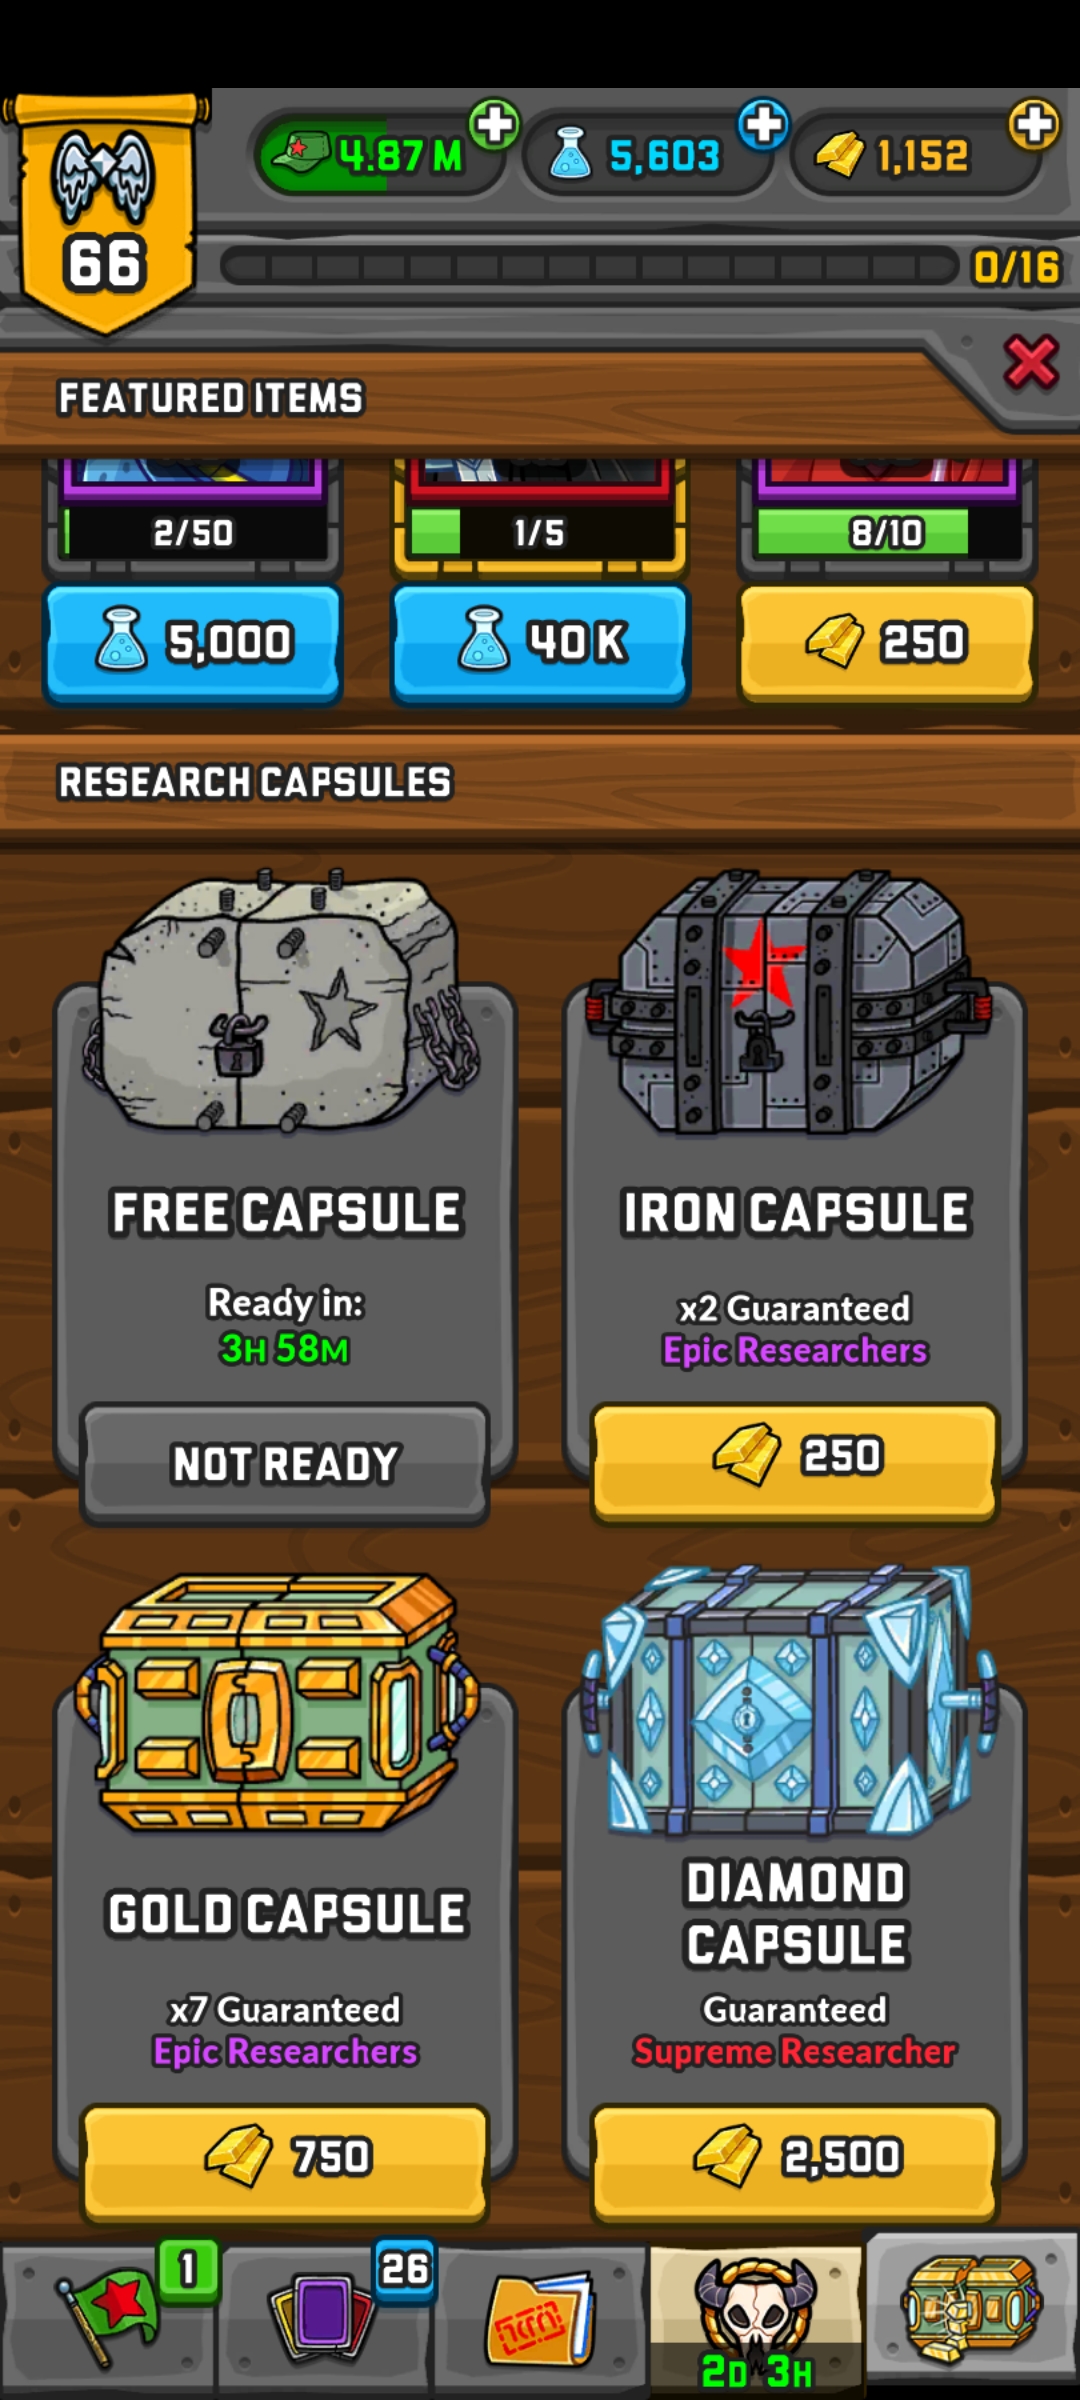 4.87 M
5,603
1,152
66
0/16
FEATURED ITEMS
2/50
1/5
8/10
5,000
40 K
250
RESEARCH CAPSULES
FREE CAPSULE
Ready in:
3H 58M
NOT READY
IRON CAPSULE
x2 Guaranteed
Epic Researchers
250
GOLD CAPSULE
x7 Guaranteed
Epic Researchers
750
DIAMOND
CAPSULE
Guaranteed
Supreme Researcher
2,500
1
26
2D 3H